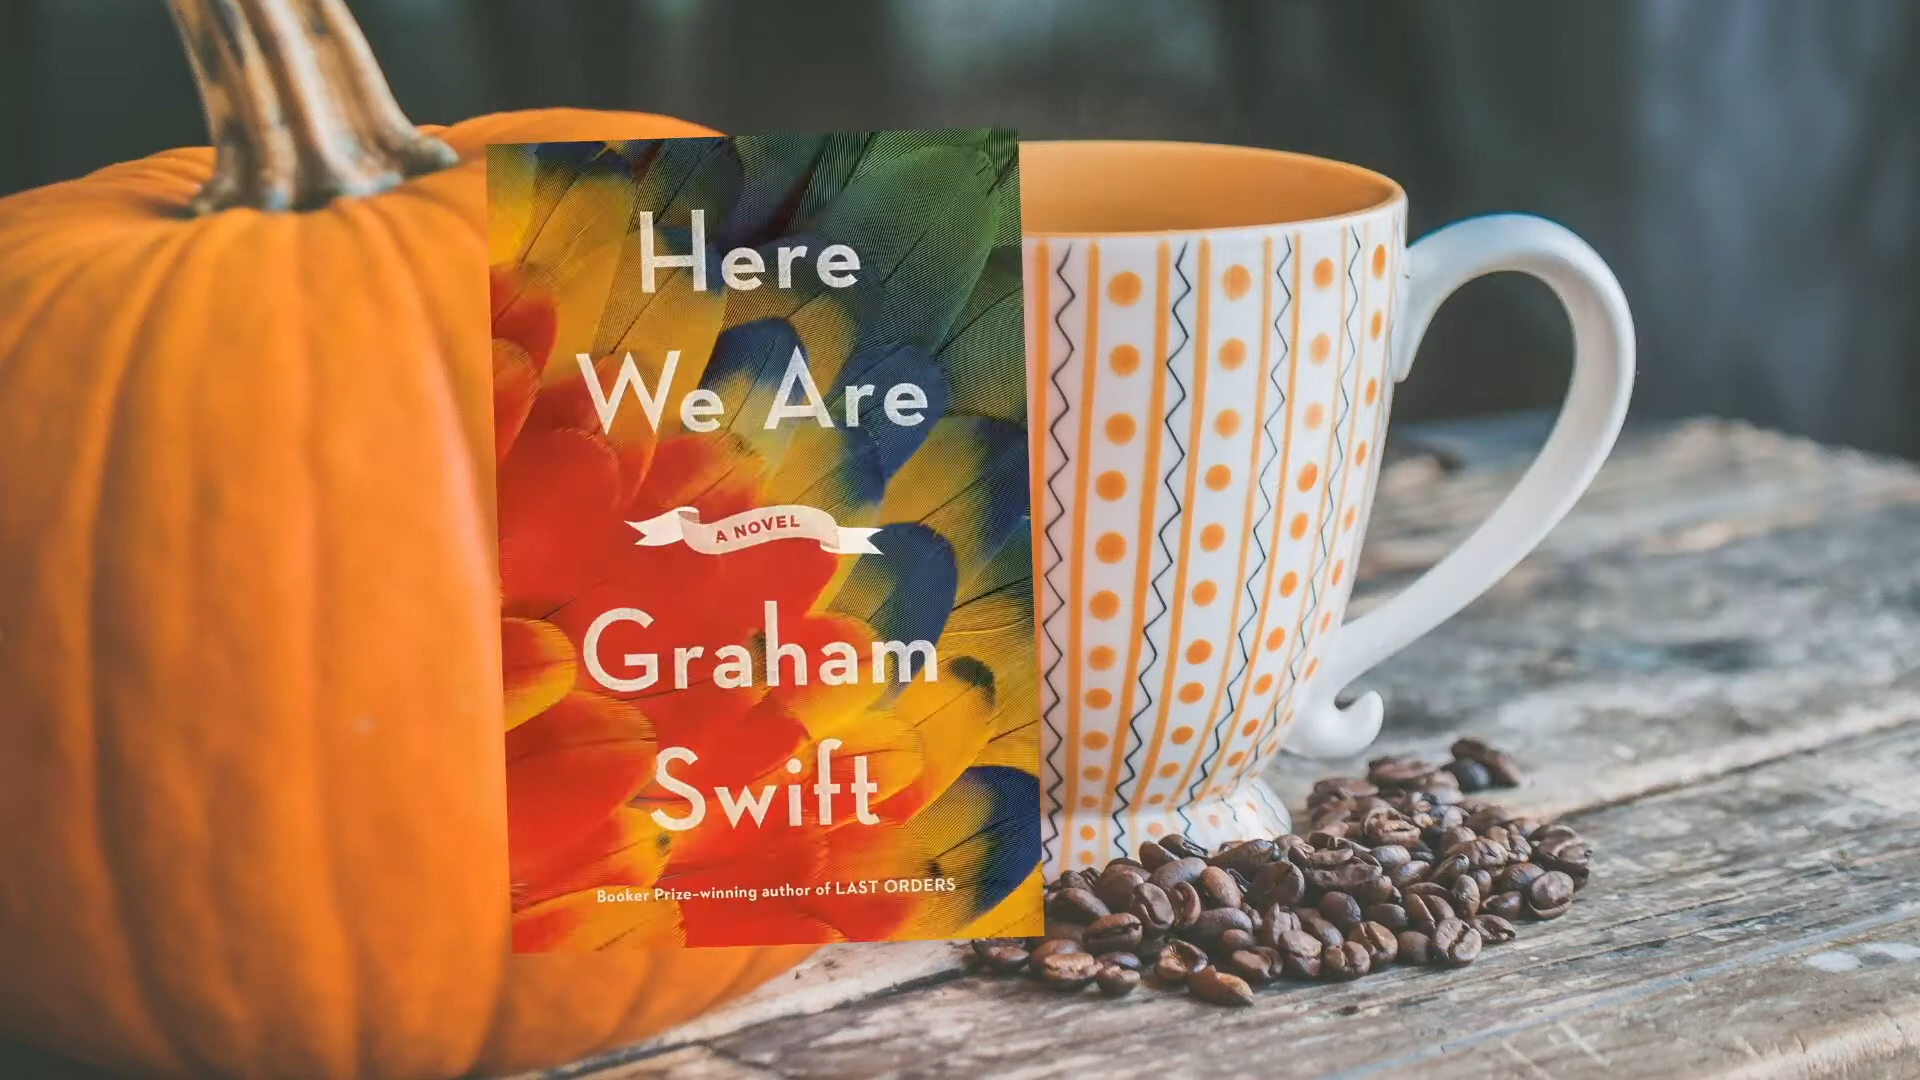 Here
We Are
A NOVEL
Graham
Swift
Booker Prize-winning author of LAST ORDERS